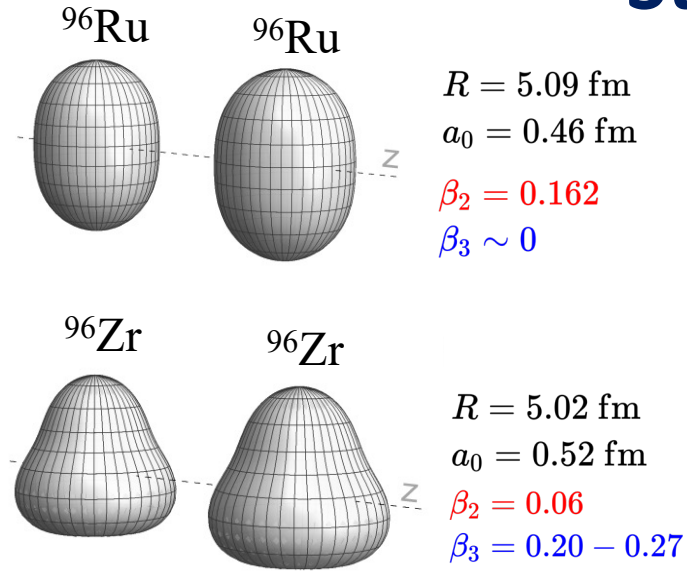 ⁹⁶Ru
⁹⁶Ru
R = 5.09 fm
a₀ = 0.46 fm
z
β₂ = 0.162
β₃ ∼ 0
⁹⁶Zr
⁹⁶Zr
R = 5.02 fm
a₀ = 0.52 fm
z
β₂ = 0.06
β₃ = 0.20 − 0.27